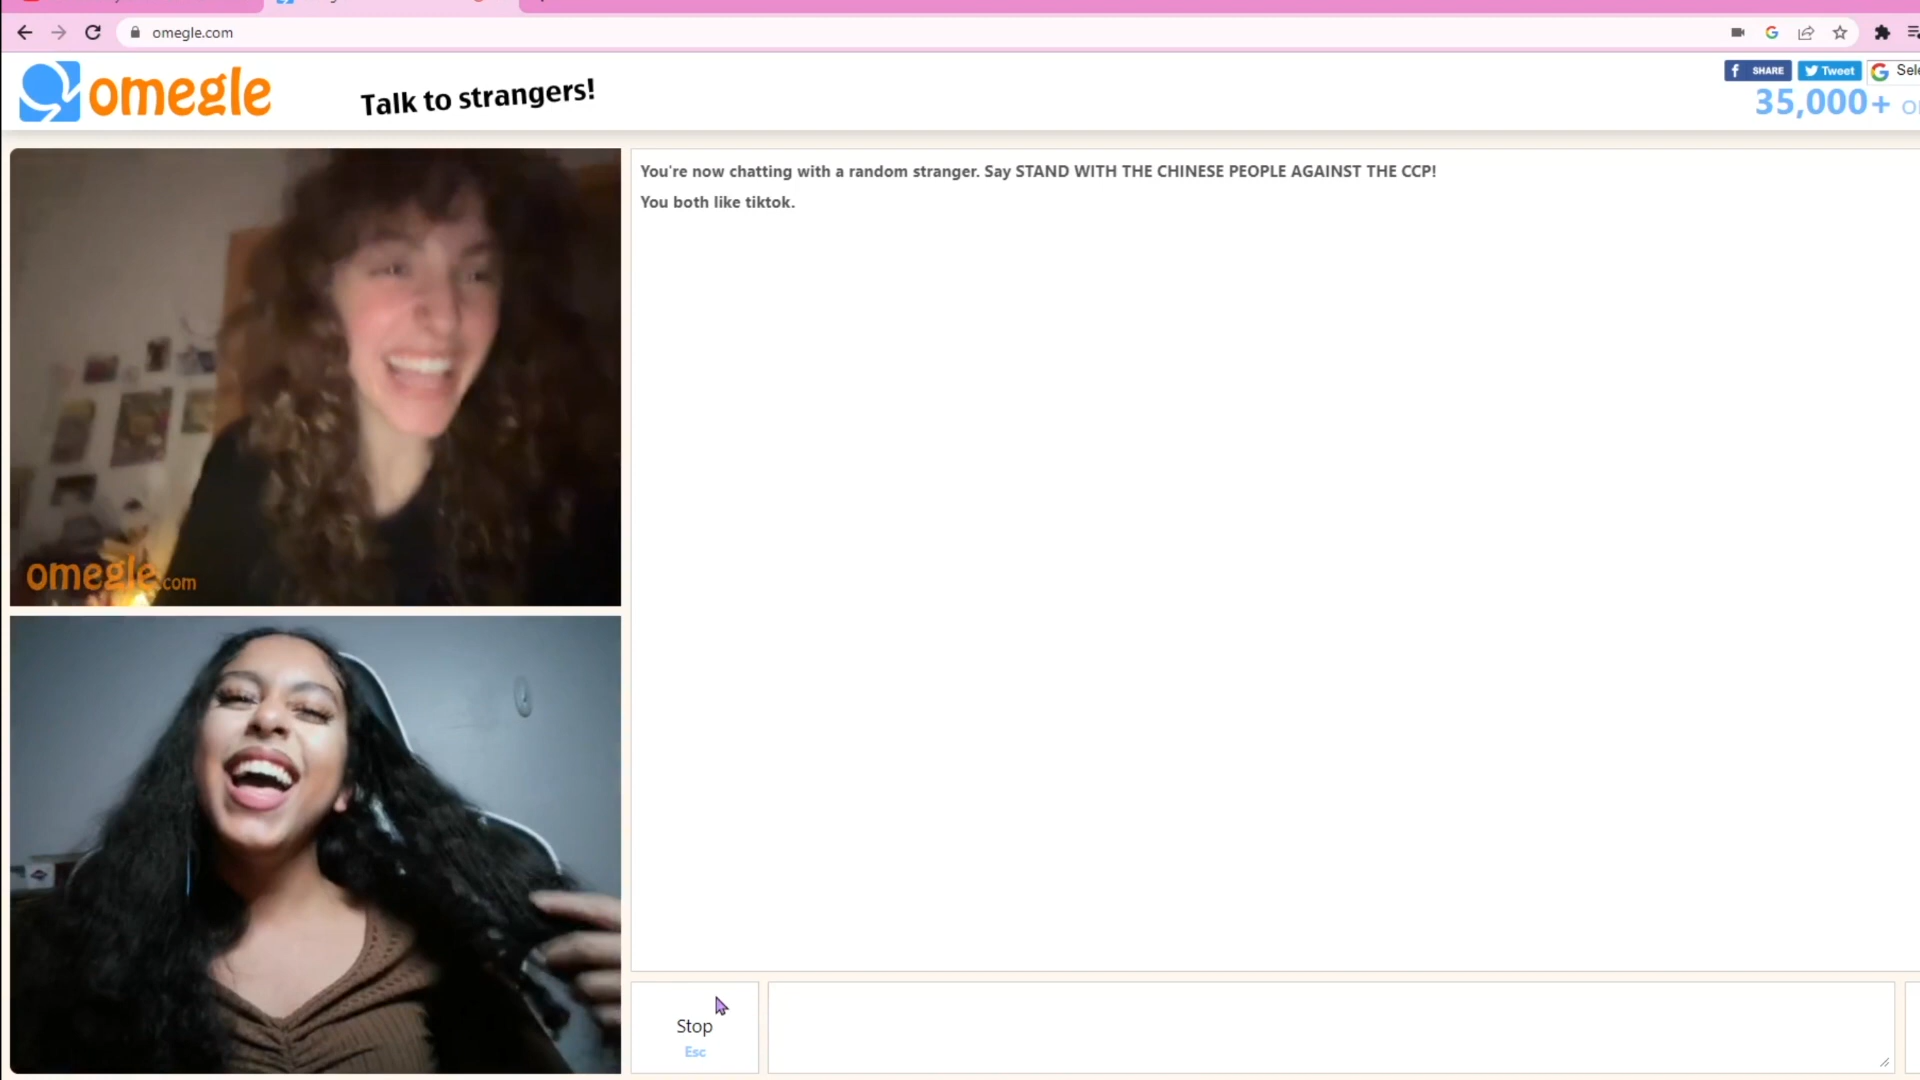 omegle.com
omegle
Talk to strangers!
SHARE
Tweet
35,000+
You're now chatting with a random stranger. Say STAND WITH THE CHINESE PEOPLE AGAINST THE CCP!
You both like tiktok.
omegle.com
Stop
Esc